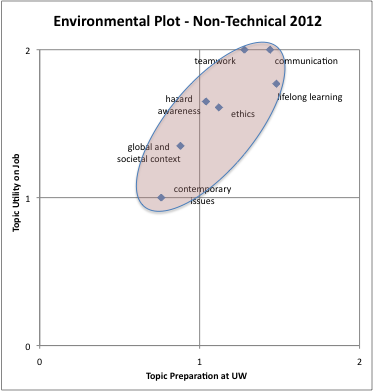 Environmental Plot - Non-Technical 2012
2
teamwork
communication
lifelong learning
hazard
awareness
ethics
global and
societal context
contemporary
issues
1
0
0
1
2
Topic Utility on Job
Topic Preparation at UW